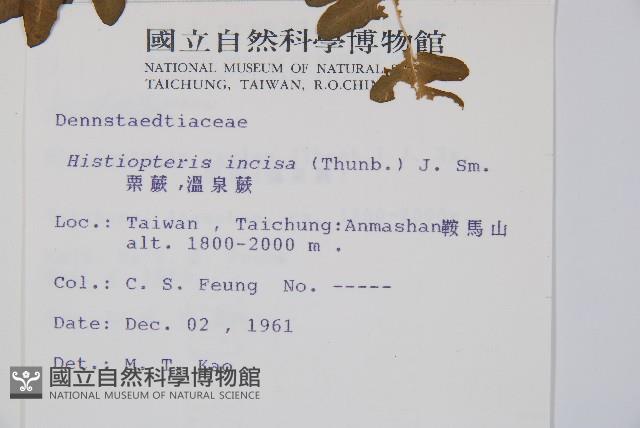 國立自然科學博物館
NATIONAL MUSEUM OF NATURAL
TAICHUNG, TAIWAN, R.O.CHIN
Dennstaedtiaceae
Histiopteris incisa (Thunb.) J. Sm.
栗蕨,溫泉蕨
Loc.: Taiwan , Taichung:Anmashan鞍馬山
alt. 1800-2000 m .
Col.: C. S. Feung No. -----
Date: Dec. 02 , 1961
Det.: M. T. Kao
國立自然科學博物館
NATIONAL MUSEUM OF NATURAL SCIENCE